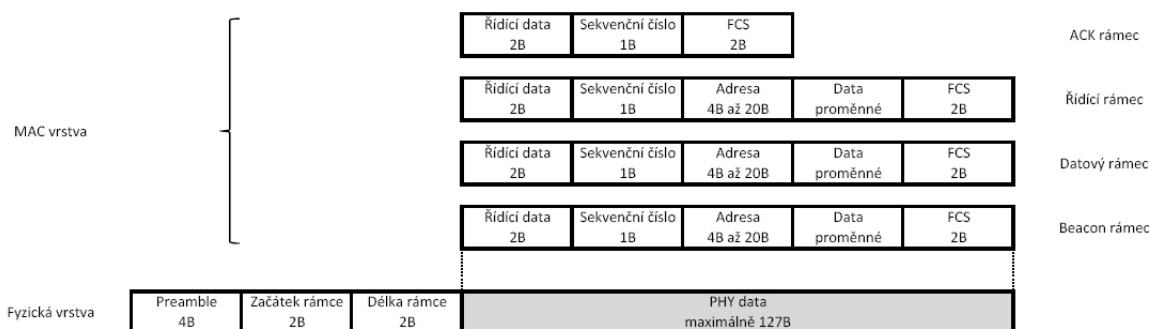 Řídící data Sekvenční číslo FCS
2B 1B 2B
ACK rámec
Řídící data Sekvenční číslo Adresa Data FCS
2B 1B 4B až 20B proměnné 2B
Řídící rámec
MAC vrstva
Řídící data Sekvenční číslo Adresa Data FCS
2B 1B 4B až 20B proměnné 2B
Datový rámec
Řídící data Sekvenční číslo Adresa Data FCS
2B 1B 4B až 20B proměnné 2B
Beacon rámec
Fyzická vrstva
Preamble Začátek rámce Délka rámce PHY data
4B 2B 2B maximálně 127B